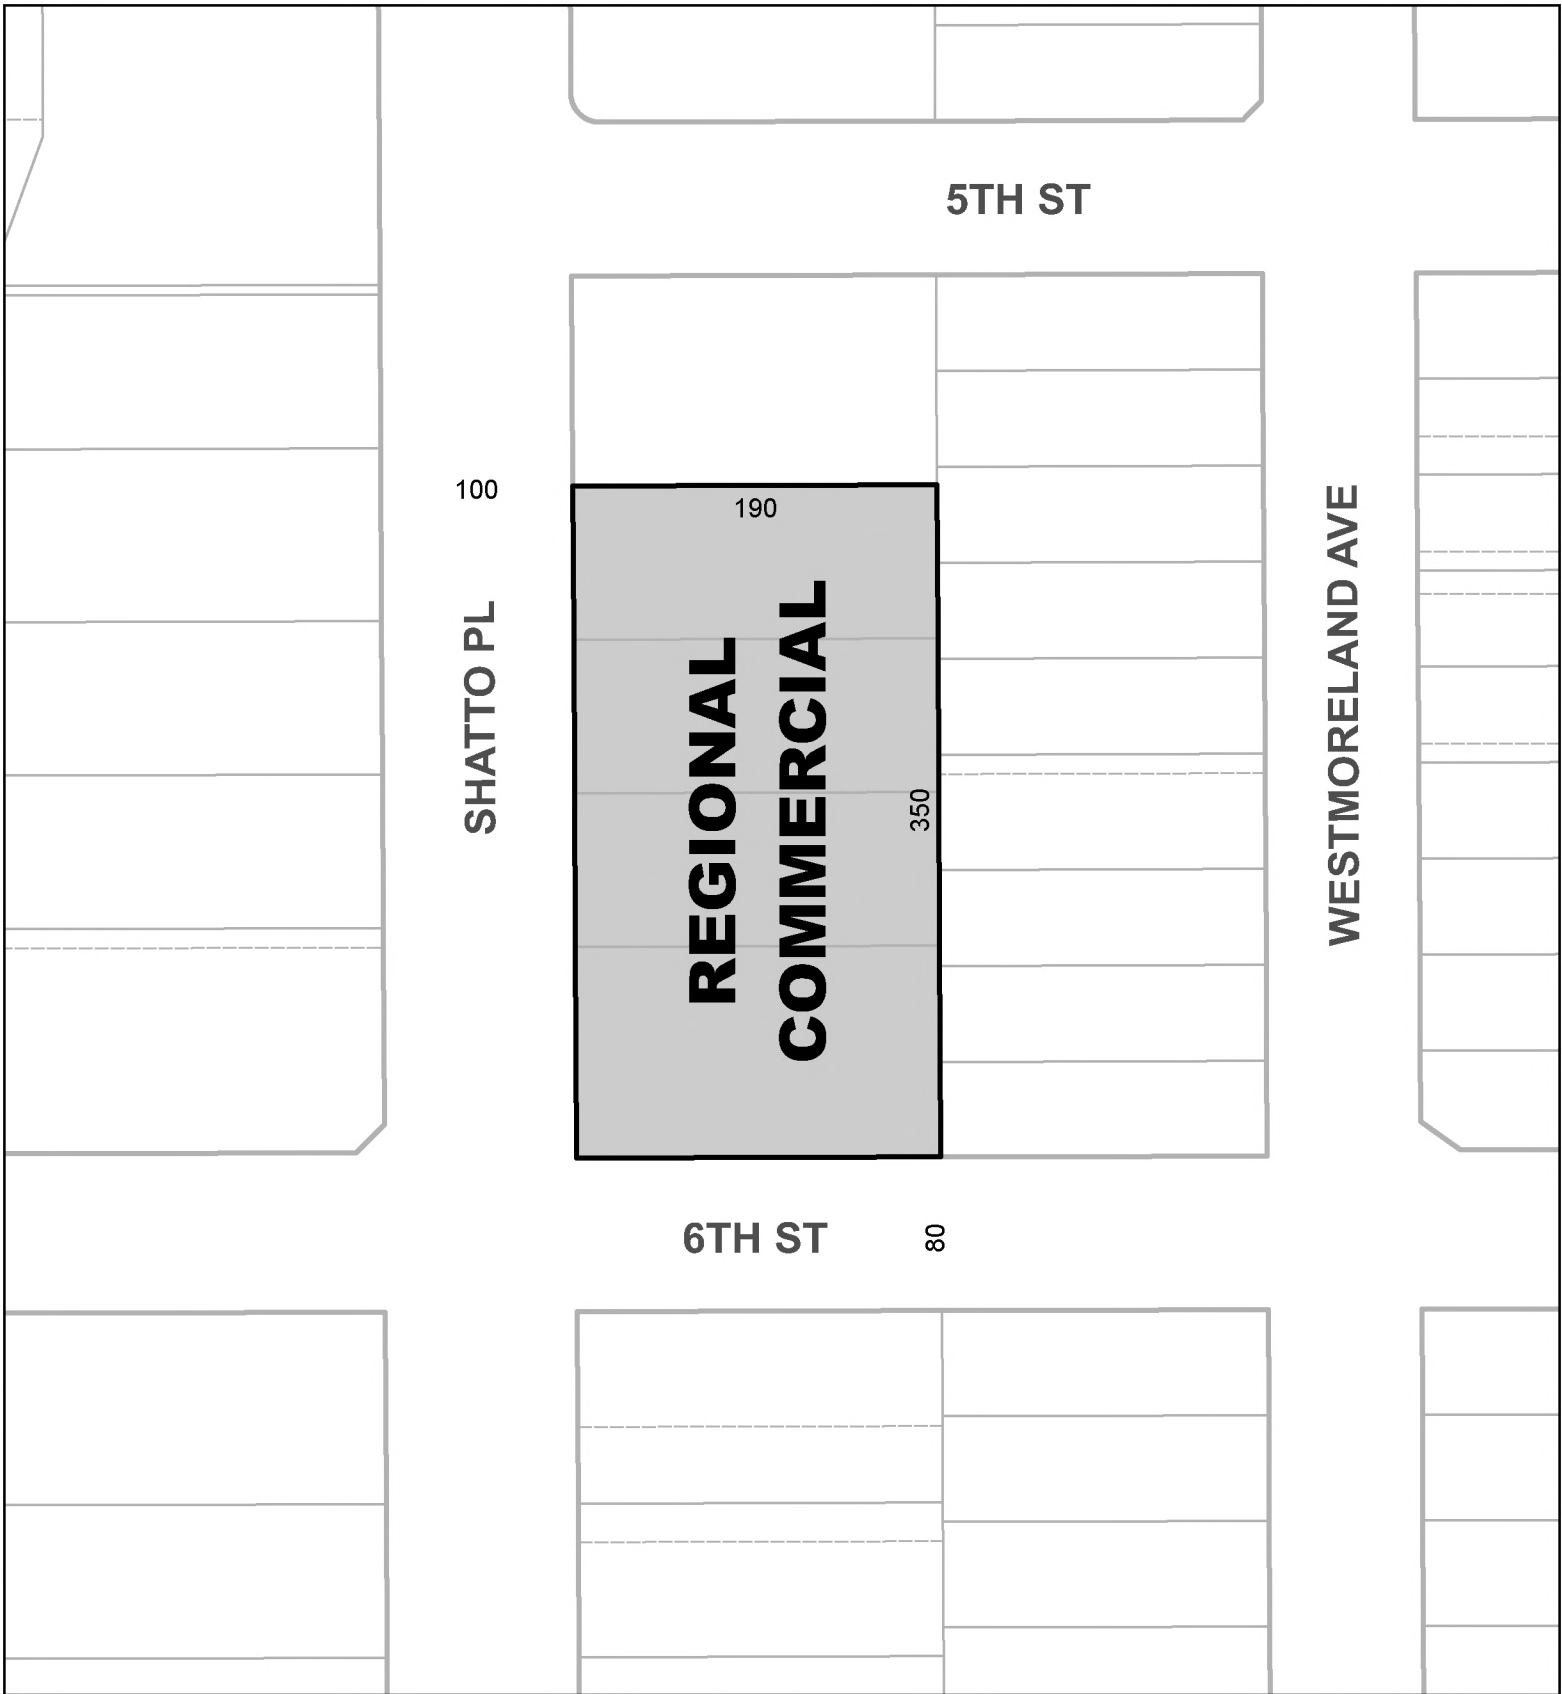 5TH ST
100
190
SHATTO PL
REGIONAL
COMMERCIAL
350
WESTMORELAND AVE
6TH ST
80